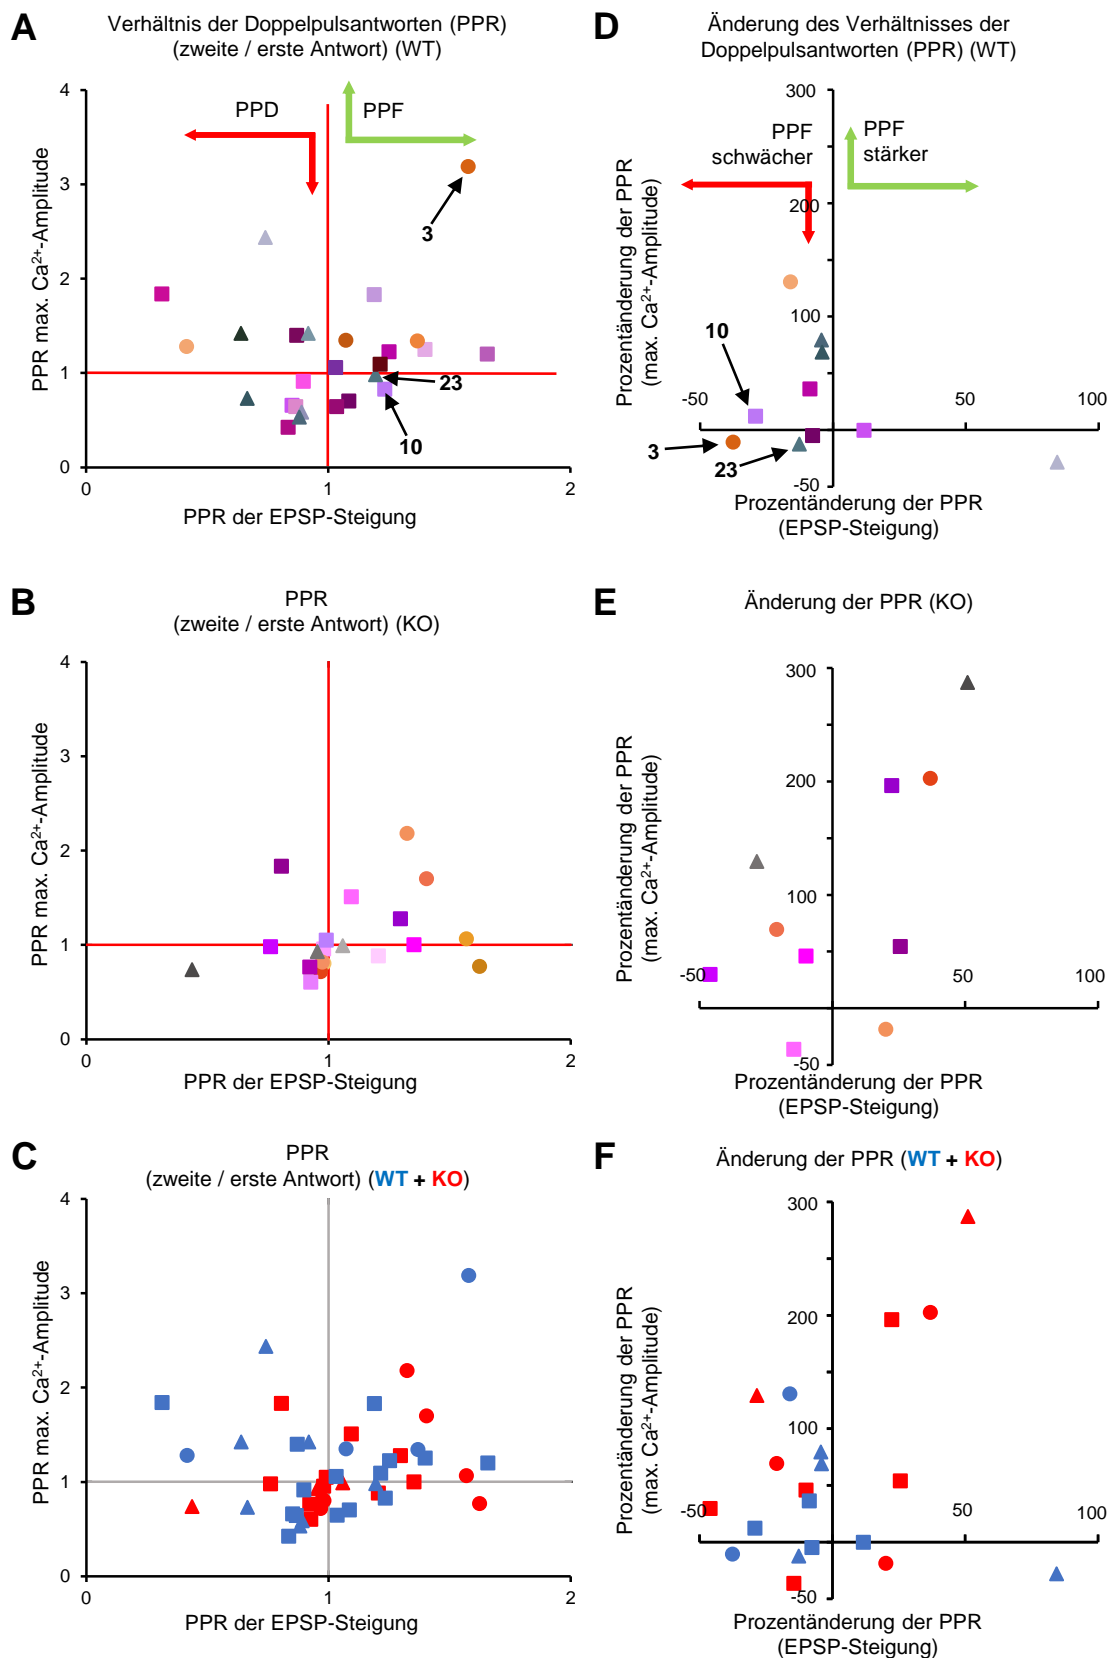 A
Verhältnis der Doppelpulsantworten (PPR)
(zweite / erste Antwort) (WT)
PPR max. Ca²⁺-Amplitude
4
3
2
1
0
PPD
PPF
3
23
10
0
1
2
PPR der EPSP-Steigung
D
Änderung des Verhältnisses der
Doppelpulsantworten (PPR) (WT)
Prozentänderung der PPR
(max. Ca²⁺-Amplitude)
300
200
100
-50
PPF
schwächer
PPF
stärker
10
3
23
-50
50
100
Prozentänderung der PPR
(EPSP-Steigung)
B
PPR
(zweite / erste Antwort) (KO)
PPR max. Ca²⁺-Amplitude
4
3
2
1
0
0
1
2
PPR der EPSP-Steigung
E
Änderung der PPR (KO)
Prozentänderung der PPR
(max. Ca²⁺-Amplitude)
300
200
100
-50
-50
50
100
Prozentänderung der PPR
(EPSP-Steigung)
C
PPR
(zweite / erste Antwort) (WT + KO)
PPR max. Ca²⁺-Amplitude
4
3
2
1
0
0
1
2
PPR der EPSP-Steigung
F
Änderung der PPR (WT + KO)
Prozentänderung der PPR
(max. Ca²⁺-Amplitude)
300
200
100
-50
-50
50
100
Prozentänderung der PPR
(EPSP-Steigung)